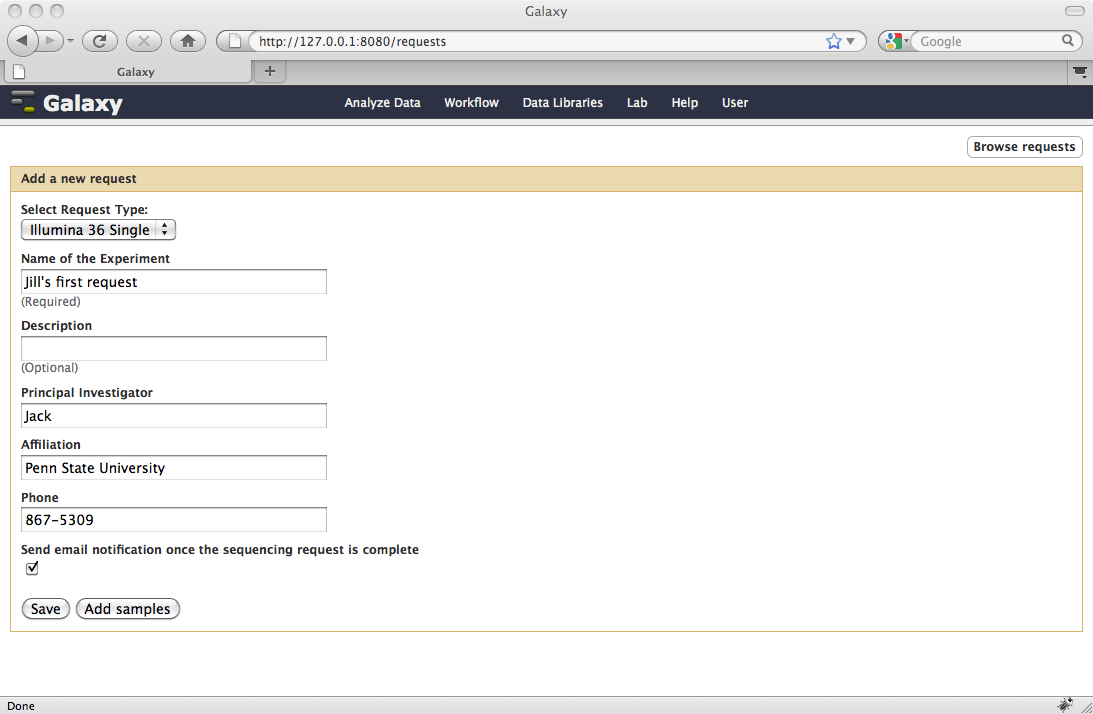 Galaxy
http://127.0.0.1:8080/requests
Google
Galaxy
Galaxy
Analyze Data
Workflow
Data Libraries
Lab
Help
User
Browse requests
Add a new request
Select Request Type:
Illumina 36 Single
Name of the Experiment
Jill's first request
(Required)
Description
(Optional)
Principal Investigator
Jack
Affiliation
Penn State University
Phone
867-5309
Send email notification once the sequencing request is complete
Save
Add samples
Done